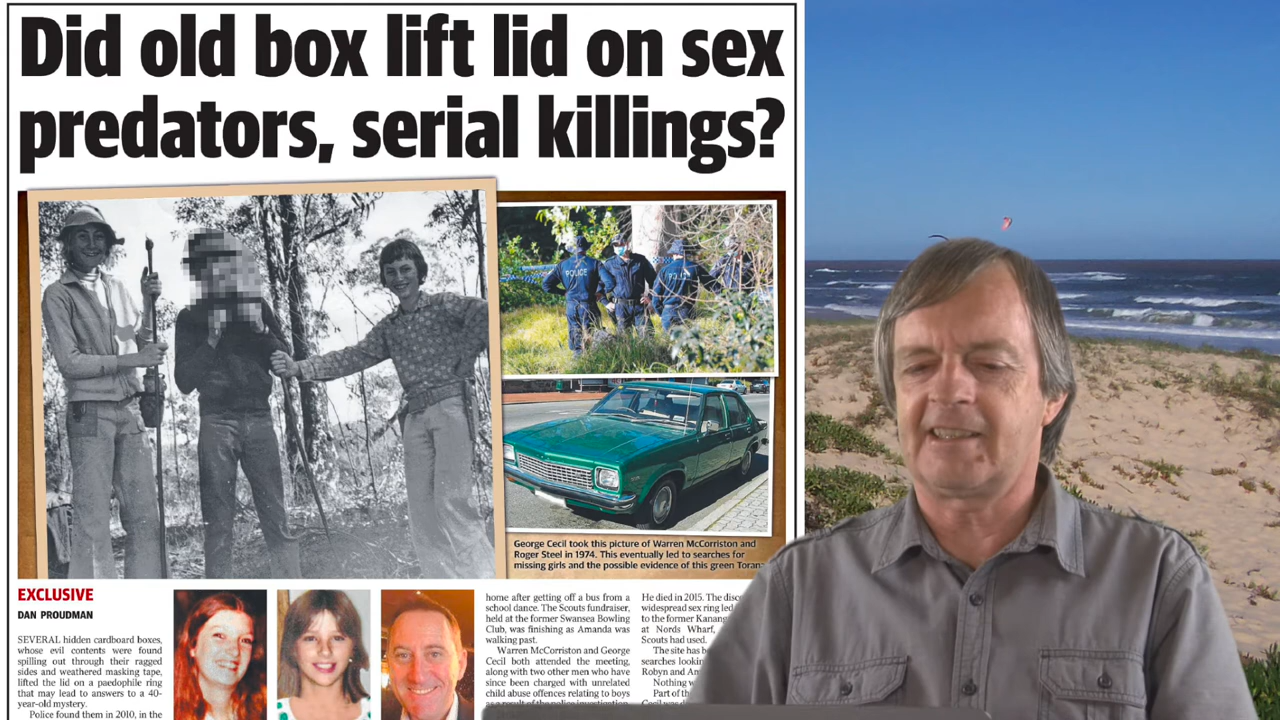 Did old box lift lid on sex
predators, serial killings?
POLICE
POLICE
George Cecil took this picture of Warren McCorriston and
Roger Steel in 1974. This eventually led to searches for
missing girls and the possible evidence of this green Torana
EXCLUSIVE
DAN PROUDMAN
SEVERAL hidden cardboard boxes,
whose evil contents were found
spilling out through their ragged
sides and weathered masking tape,
lifted the lid on a paedophile ring
that may lead to answers to a 40-
year-old mystery.
Police found them in 2010, in the
home after getting off a bus from a
school dance. The Scouts fundraiser,
held at the former Swansea Bowling
Club, was finishing as Amanda was
walking past.
Warren McCorriston and George
Cecil both attended the meeting,
along with two other men who have
since been charged with unrelated
child abuse offences relating to boys
as a result of the police investigation.
He died in 2015. The
widespread sex ring led
to the former
at Nords Wharf,
Scouts had used.
The site has
searches
Robyn and
Nothing
Part of